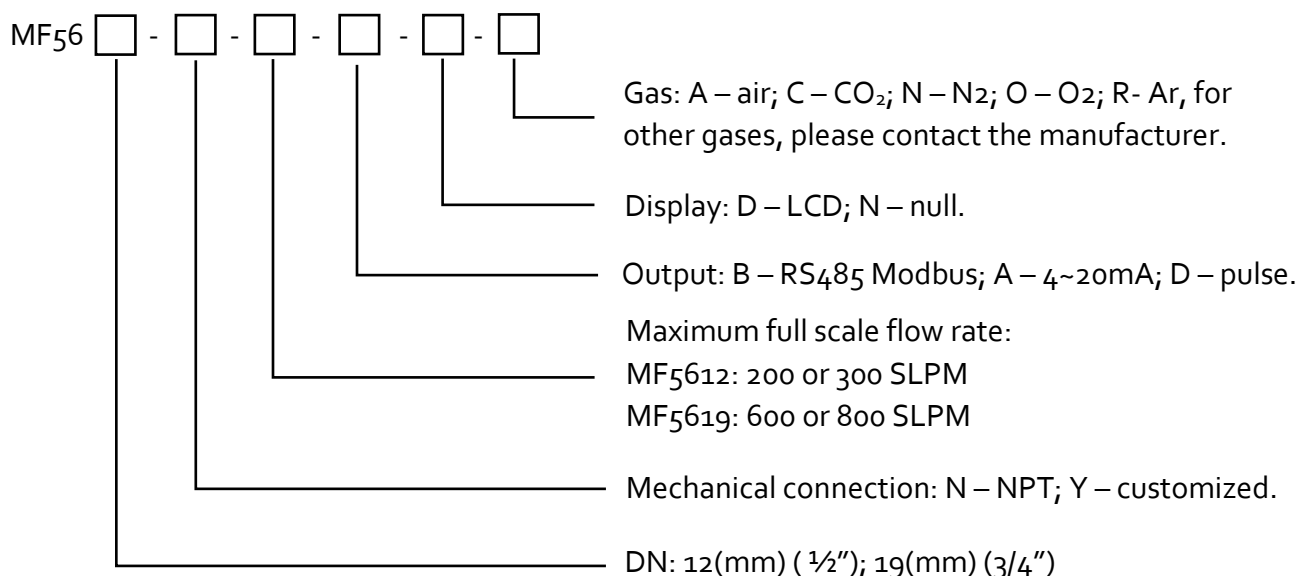 MF56 - - - - -
Gas: A – air; C – CO₂; N – N2; O – O2; R- Ar, for
other gases, please contact the manufacturer.
Display: D – LCD; N – null.
Output: B – RS485 Modbus; A – 4~20mA; D – pulse.
Maximum full scale flow rate:
MF5612: 200 or 300 SLPM
MF5619: 600 or 800 SLPM
Mechanical connection: N – NPT; Y – customized.
DN: 12(mm) ( ½”); 19(mm) (3/4”)